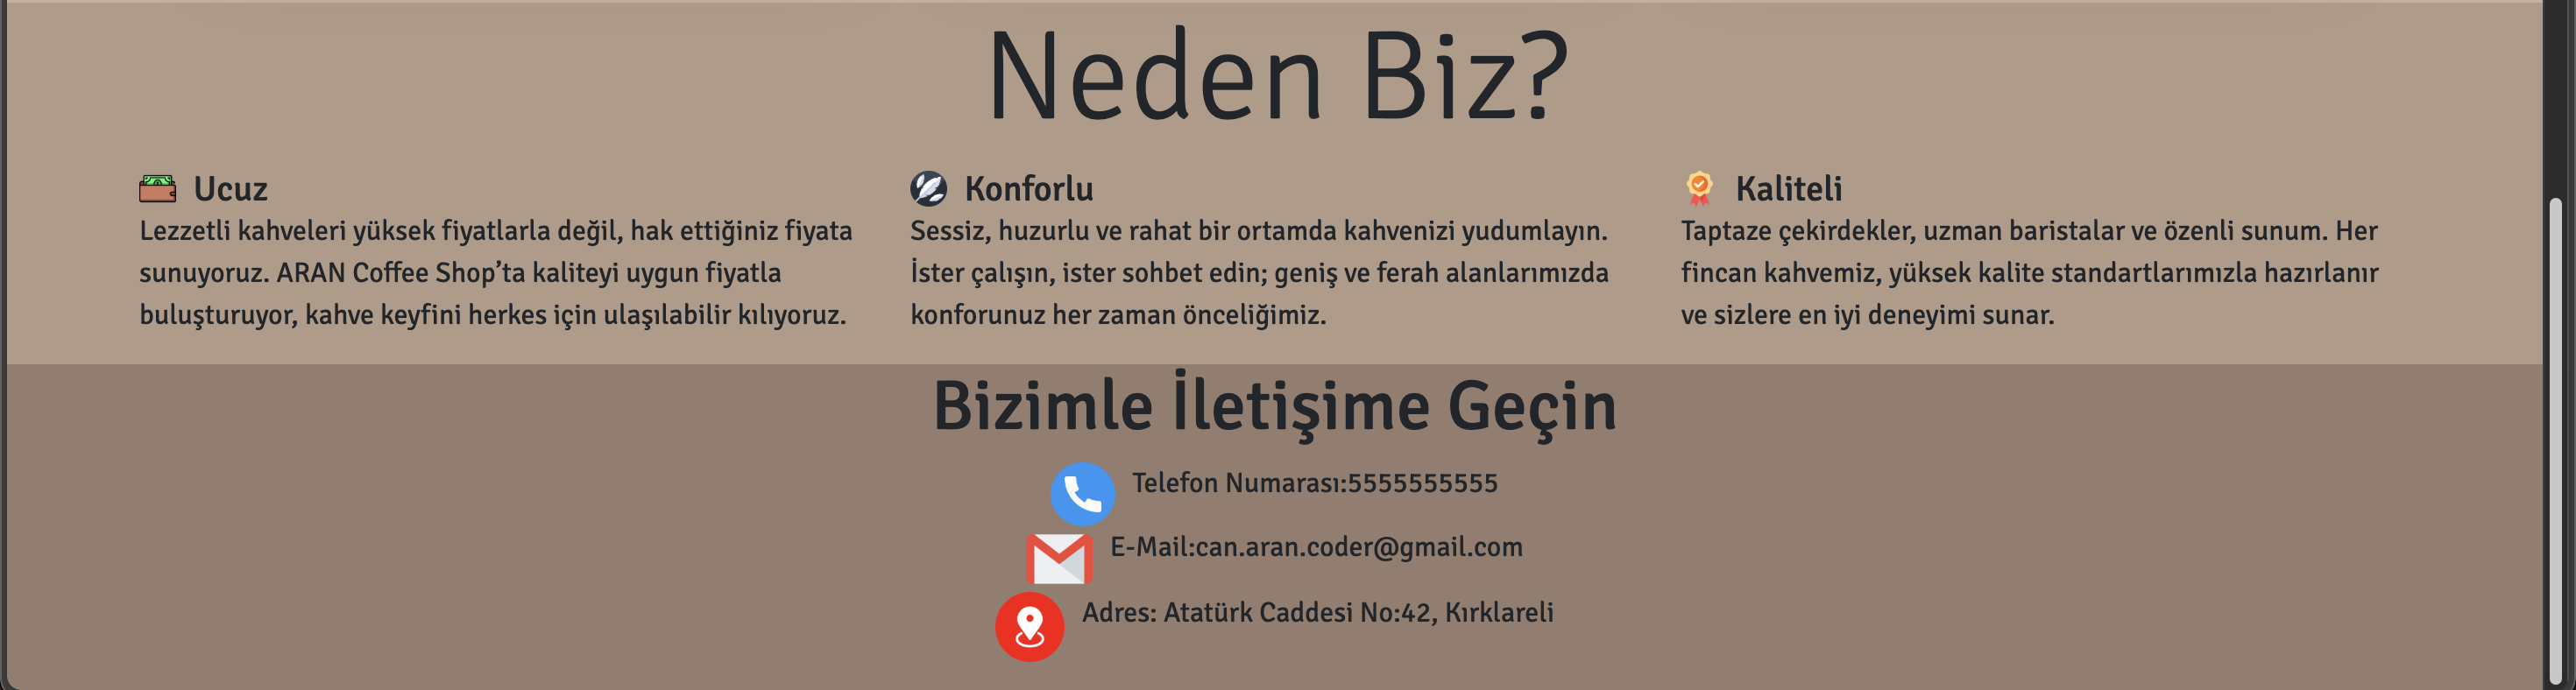 Neden Biz?
Ucuz
Lezzetli kahveleri yüksek fiyatlarla değil, hak ettiğiniz fiyata
sunuyoruz. ARAN Coffee Shop’ta kaliteyi uygun fiyatla
buluşturuyor, kahve keyfini herkes için ulaşılabilir kılıyoruz.
Konforlu
Sessiz, huzurlu ve rahat bir ortamda kahvenizi yudumlayın.
İster çalışın, ister sohbet edin; geniş ve ferah alanlarımızda
konforunuz her zaman önceliğimiz.
Kaliteli
Taptaze çekirdekler, uzman baristalar ve özenli sunum. Her
fincan kahvemiz, yüksek kalite standartlarımızla hazırlanır
ve sizlere en iyi deneyimi sunar.
Bizimle İletişime Geçin
Telefon Numarası:5555555555
E-Mail:can.aran.coder@gmail.com
Adres: Atatürk Caddesi No:42, Kırklareli